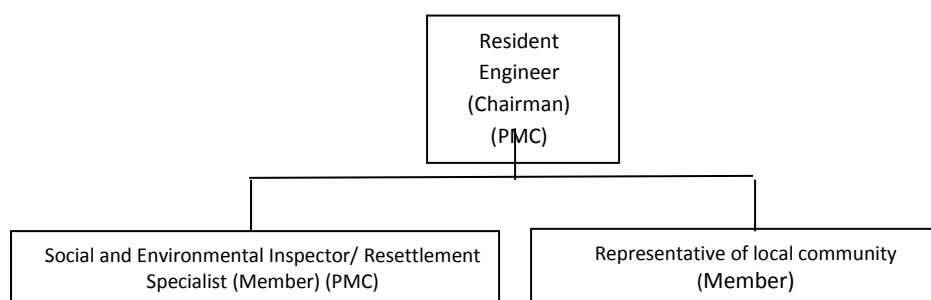 Resident
Engineer
(Chairman)
(PMC)
Social and Environmental Inspector/ Resettlement
Specialist (Member) (PMC)
Representative of local community
(Member)